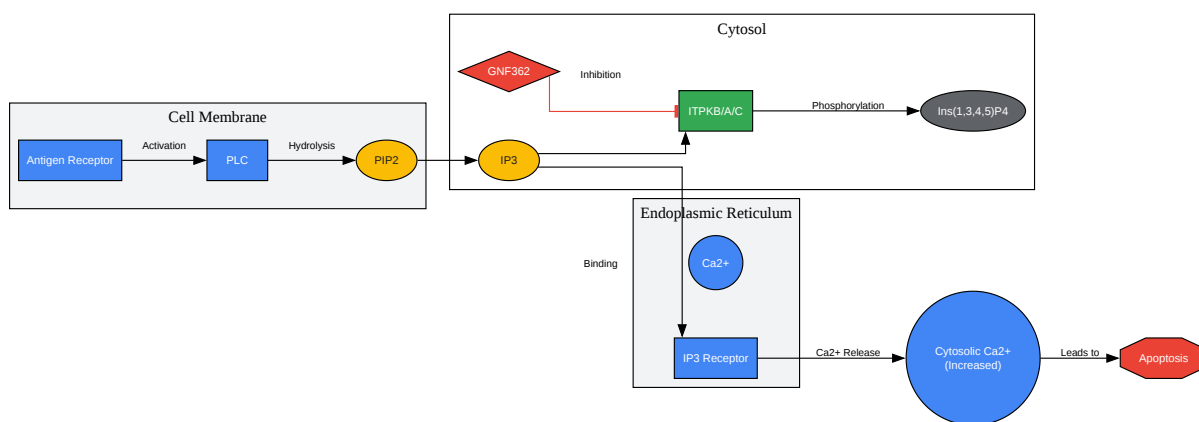 Cytosol
GNF362
Inhibition
ITPKB/A/C
Phosphorylation
Ins(1,3,4,5)P4
Cell Membrane
Antigen Receptor
Activation
PLC
Hydrolysis
PIP2
IP3
Endoplasmic Reticulum
Binding
Ca2+
IP3 Receptor
Ca2+ Release
Cytosolic Ca2+
(Increased)
Leads to
Apoptosis